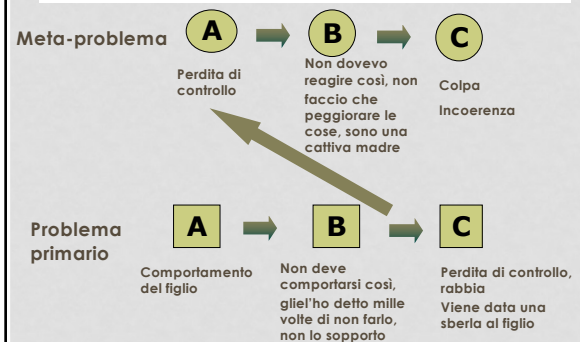 Meta-problema
A
B
C
Perdita di
controllo
Non dovevo
reagire così, non
faccio che
peggiorare le
cose, sono una
cattiva madre
Colpa
Incoerenza
Problema
primario
A
B
C
Comportamento
del figlio
Non deve
comportarsi così,
gliel'ho detto mille
volte di non farlo,
non lo sopporto
Perdita di controllo,
rabbia
Viene data una
sberla al figlio